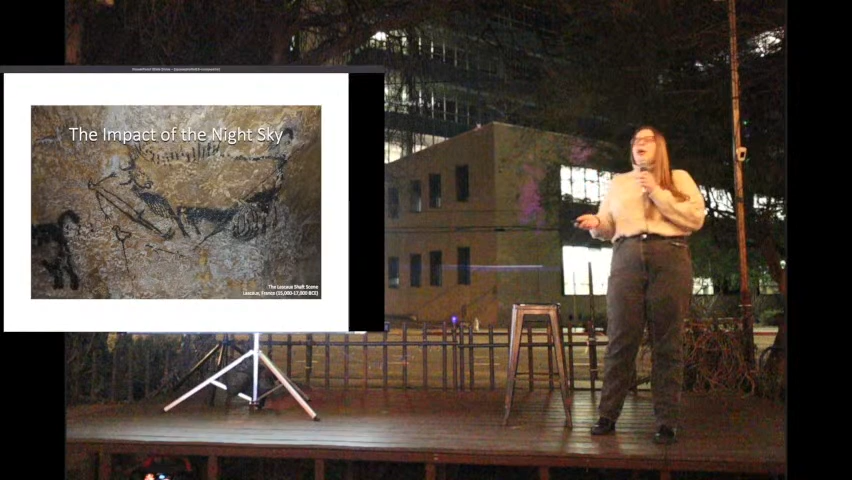 The Impact of the Night Sky
The Lascaux Shaft Scene
Lascaux, France (15,000-17,000 BCE)